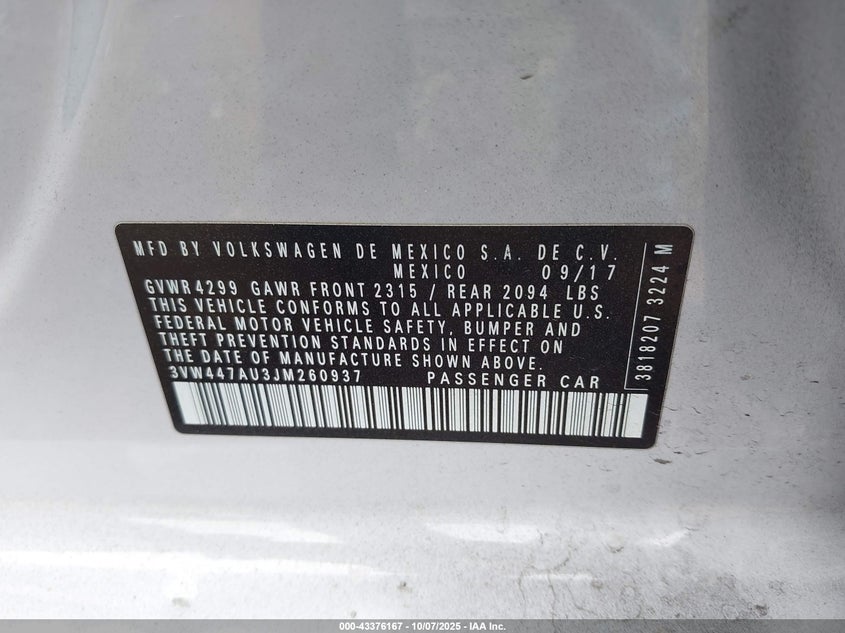 MFD BY VOLKSWAGEN DE MEXICO S.A. DE C.V.
MEXICO 09/17
GVWR4299 GAWR FRONT 2315 / REAR 2094 LBS
THIS VEHICLE CONFORMS TO ALL APPLICABLE U.S.
FEDERAL MOTOR VEHICLE SAFETY, BUMPER AND
THEFT PREVENTION STANDARDS IN EFFECT ON
THE DATE OF MANUFACTURE SHOWN ABOVE.
3VW447AU3JM260937 PASSENGER CAR
3818207 3224 M
000-43376167 - 10/07/2025 - IAA Inc.